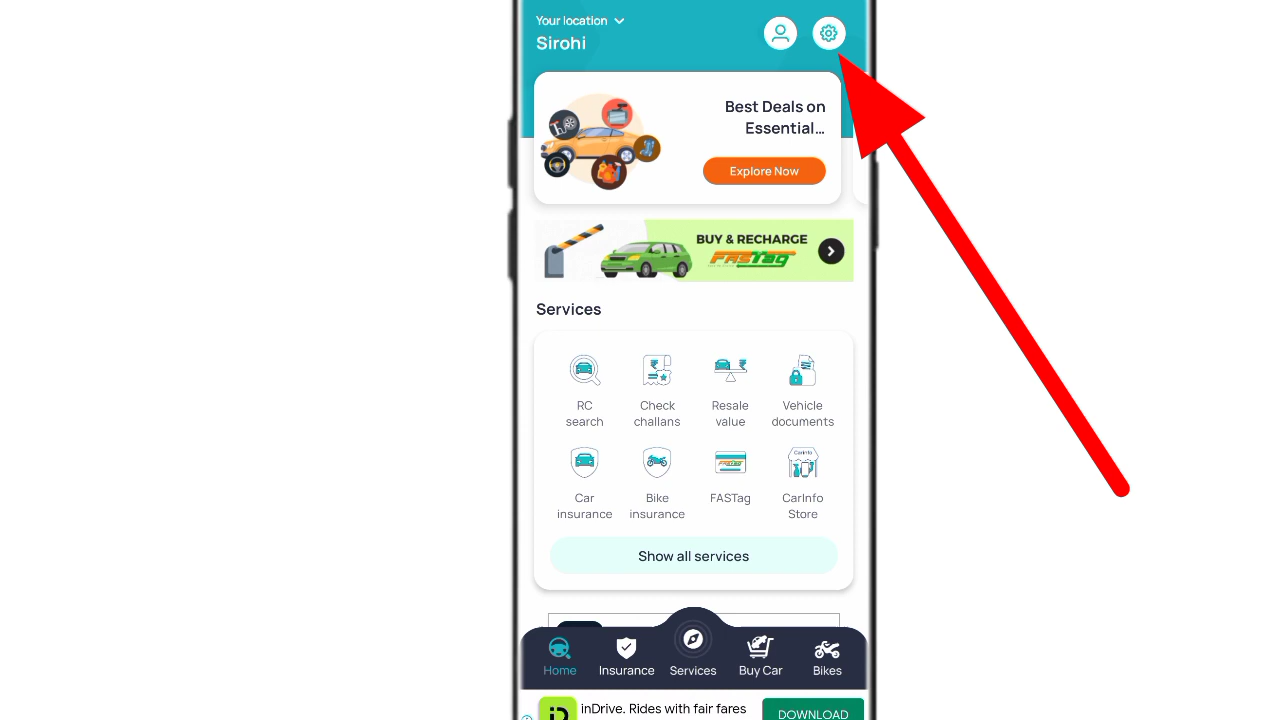 Your location
Sirohi
Best Deals on
Essential...
Explore Now
BUY & RECHARGE
FASTag
Services
RC
search
Check
challans
Resale
value
Vehicle
documents
CarInfo
Car
insurance
Bike
insurance
FASTag
CarInfo
Store
Show all services
Home
Insurance
Services
Buy Car
Bikes
inDrive. Rides with fair fares
DOWNLOAD